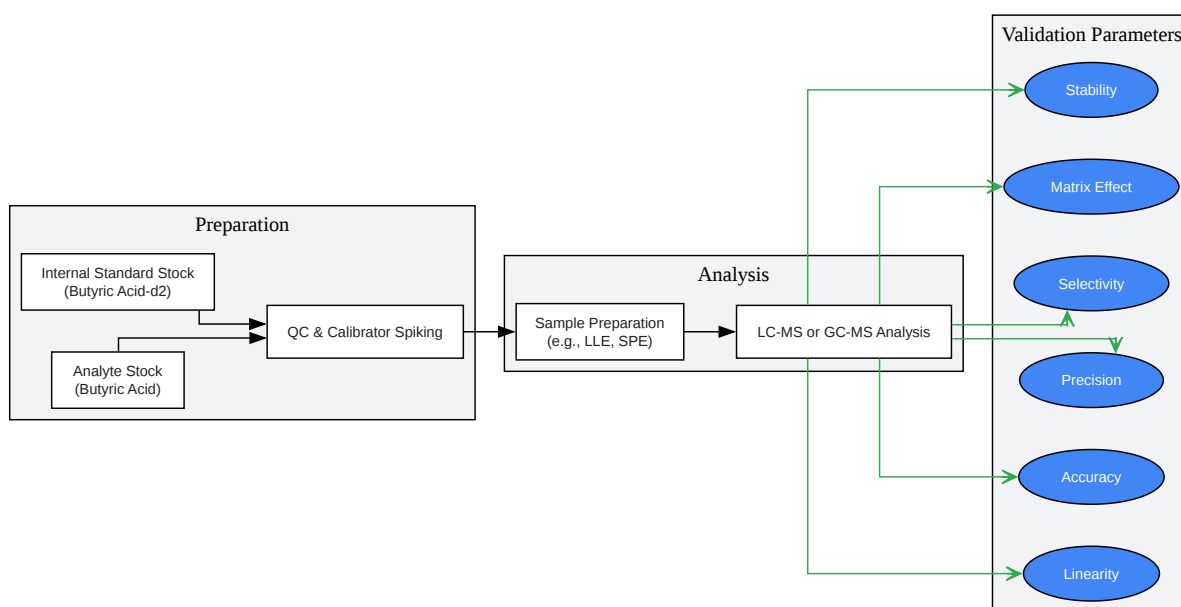 Preparation
Internal Standard Stock
(Butyric Acid-d2)
Analyte Stock
(Butyric Acid)
QC & Calibrator Spiking
Analysis
Sample Preparation
(e.g., LLE, SPE)
LC-MS or GC-MS Analysis
Validation Parameters
Stability
Matrix Effect
Selectivity
Precision
Accuracy
Linearity